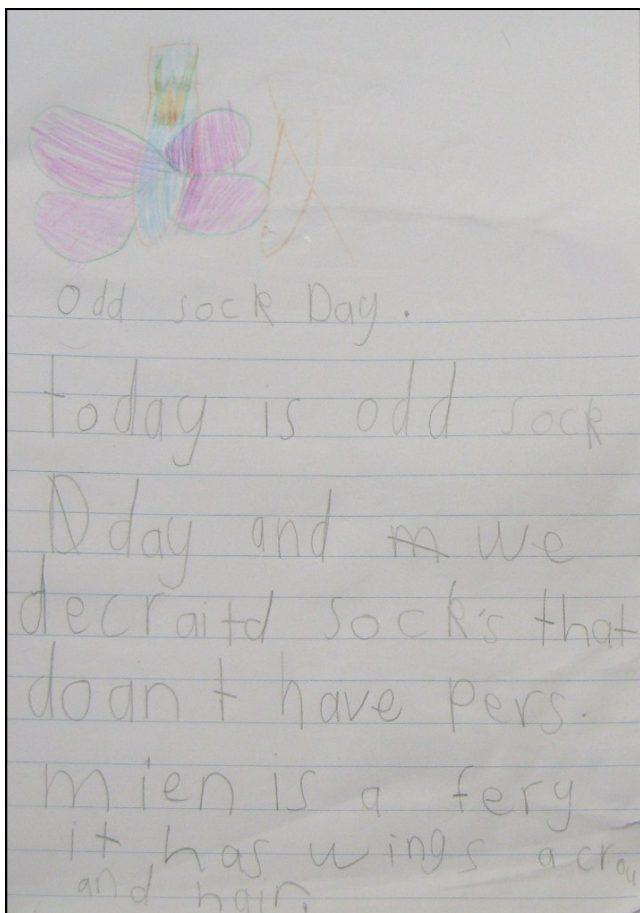 Odd sock Day.
today is odd sock
D day and m we
decraitd sock's that
doant have pers.
mien is a fery
it has wings a crou
and hair.